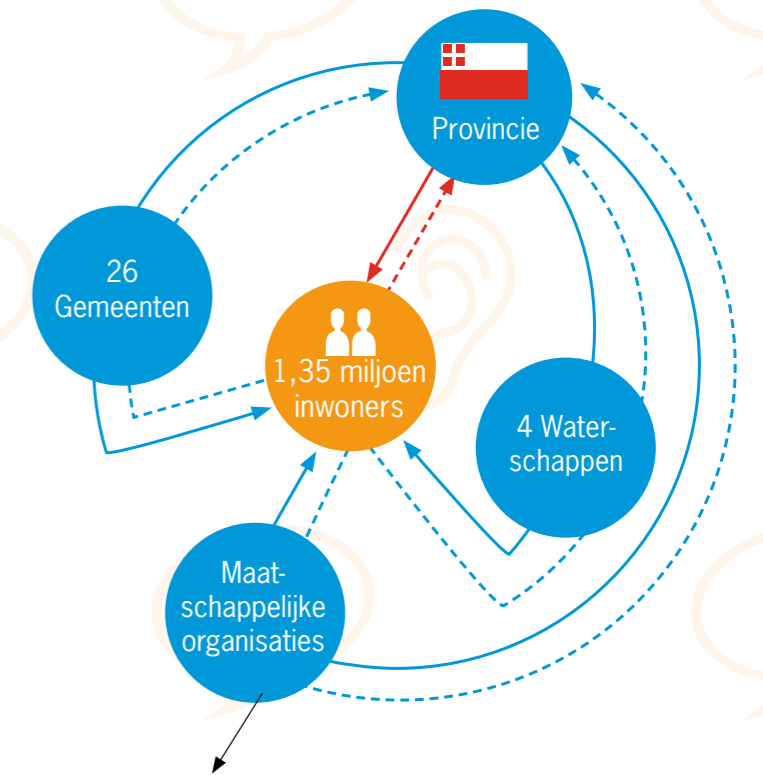 Provincie
26
Gemeenten
1,35 miljoen
inwoners
4 Water-
schappen
Maat-
schappelijke
organisaties